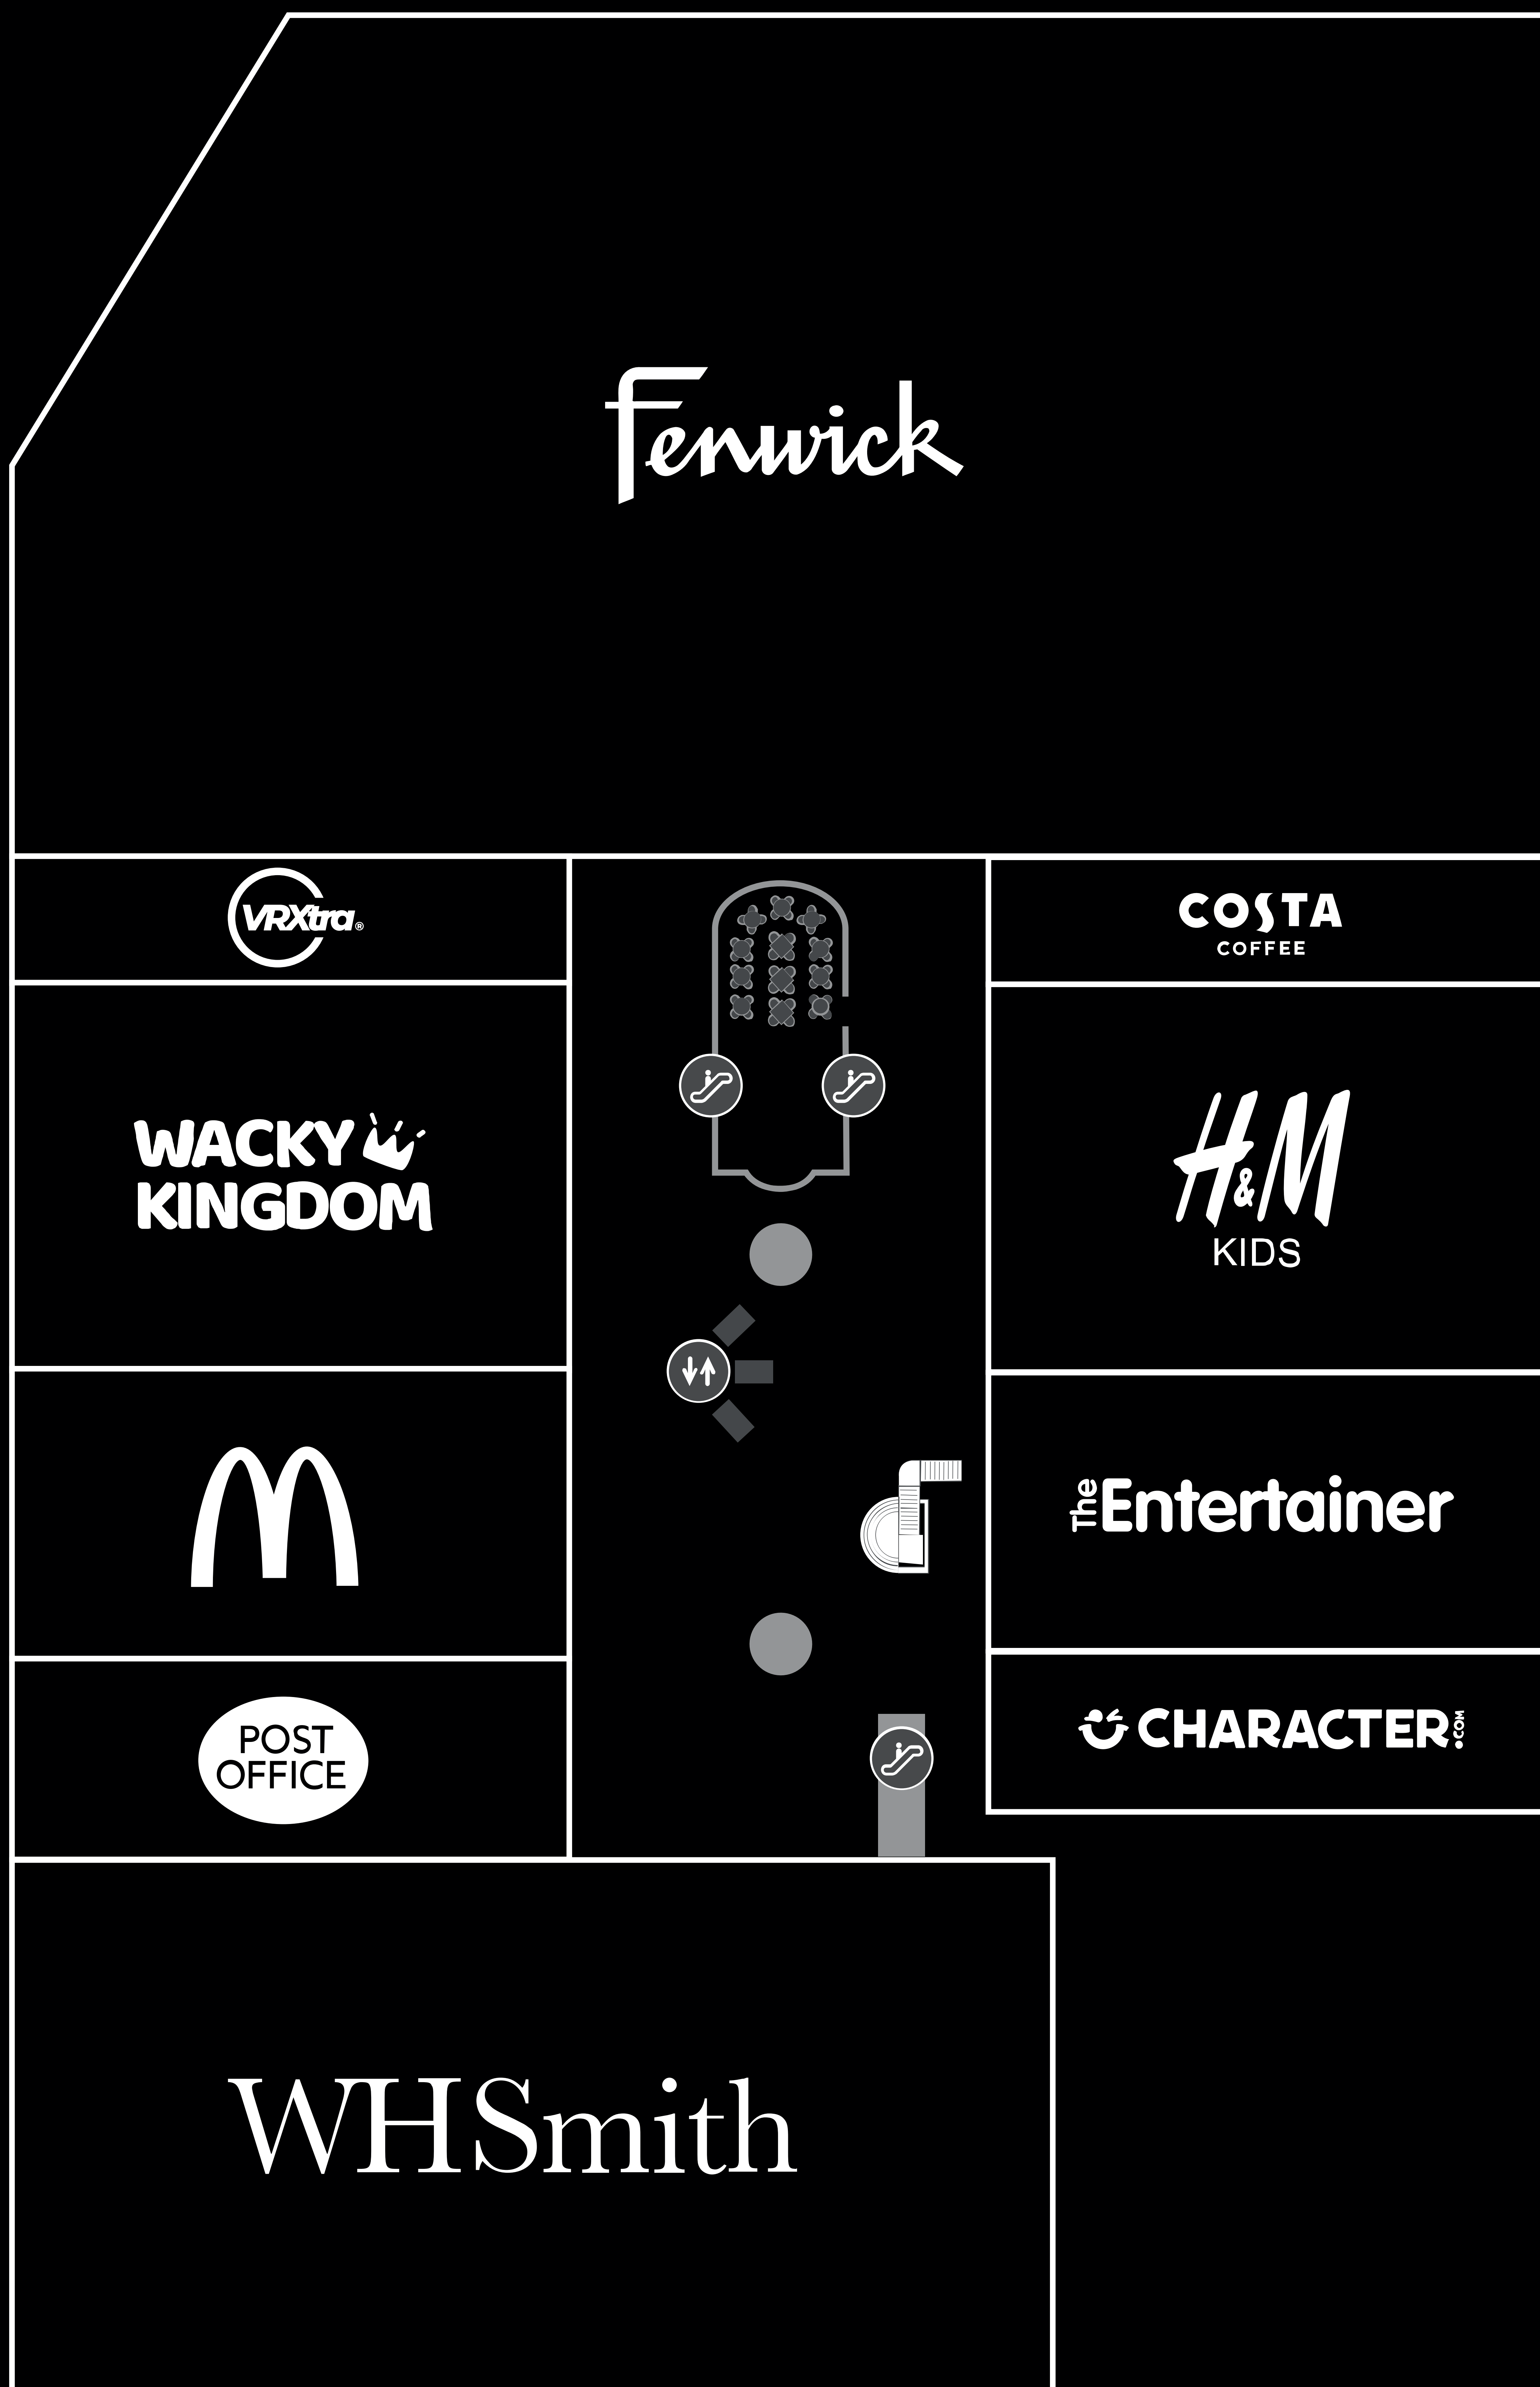 Fenwick
VRXtra®
COSTA
COFFEE
WACKY
KINGDOM
H&M
KIDS
The Entertainer
POST
OFFICE
CHARACTER.COM
WHSmith